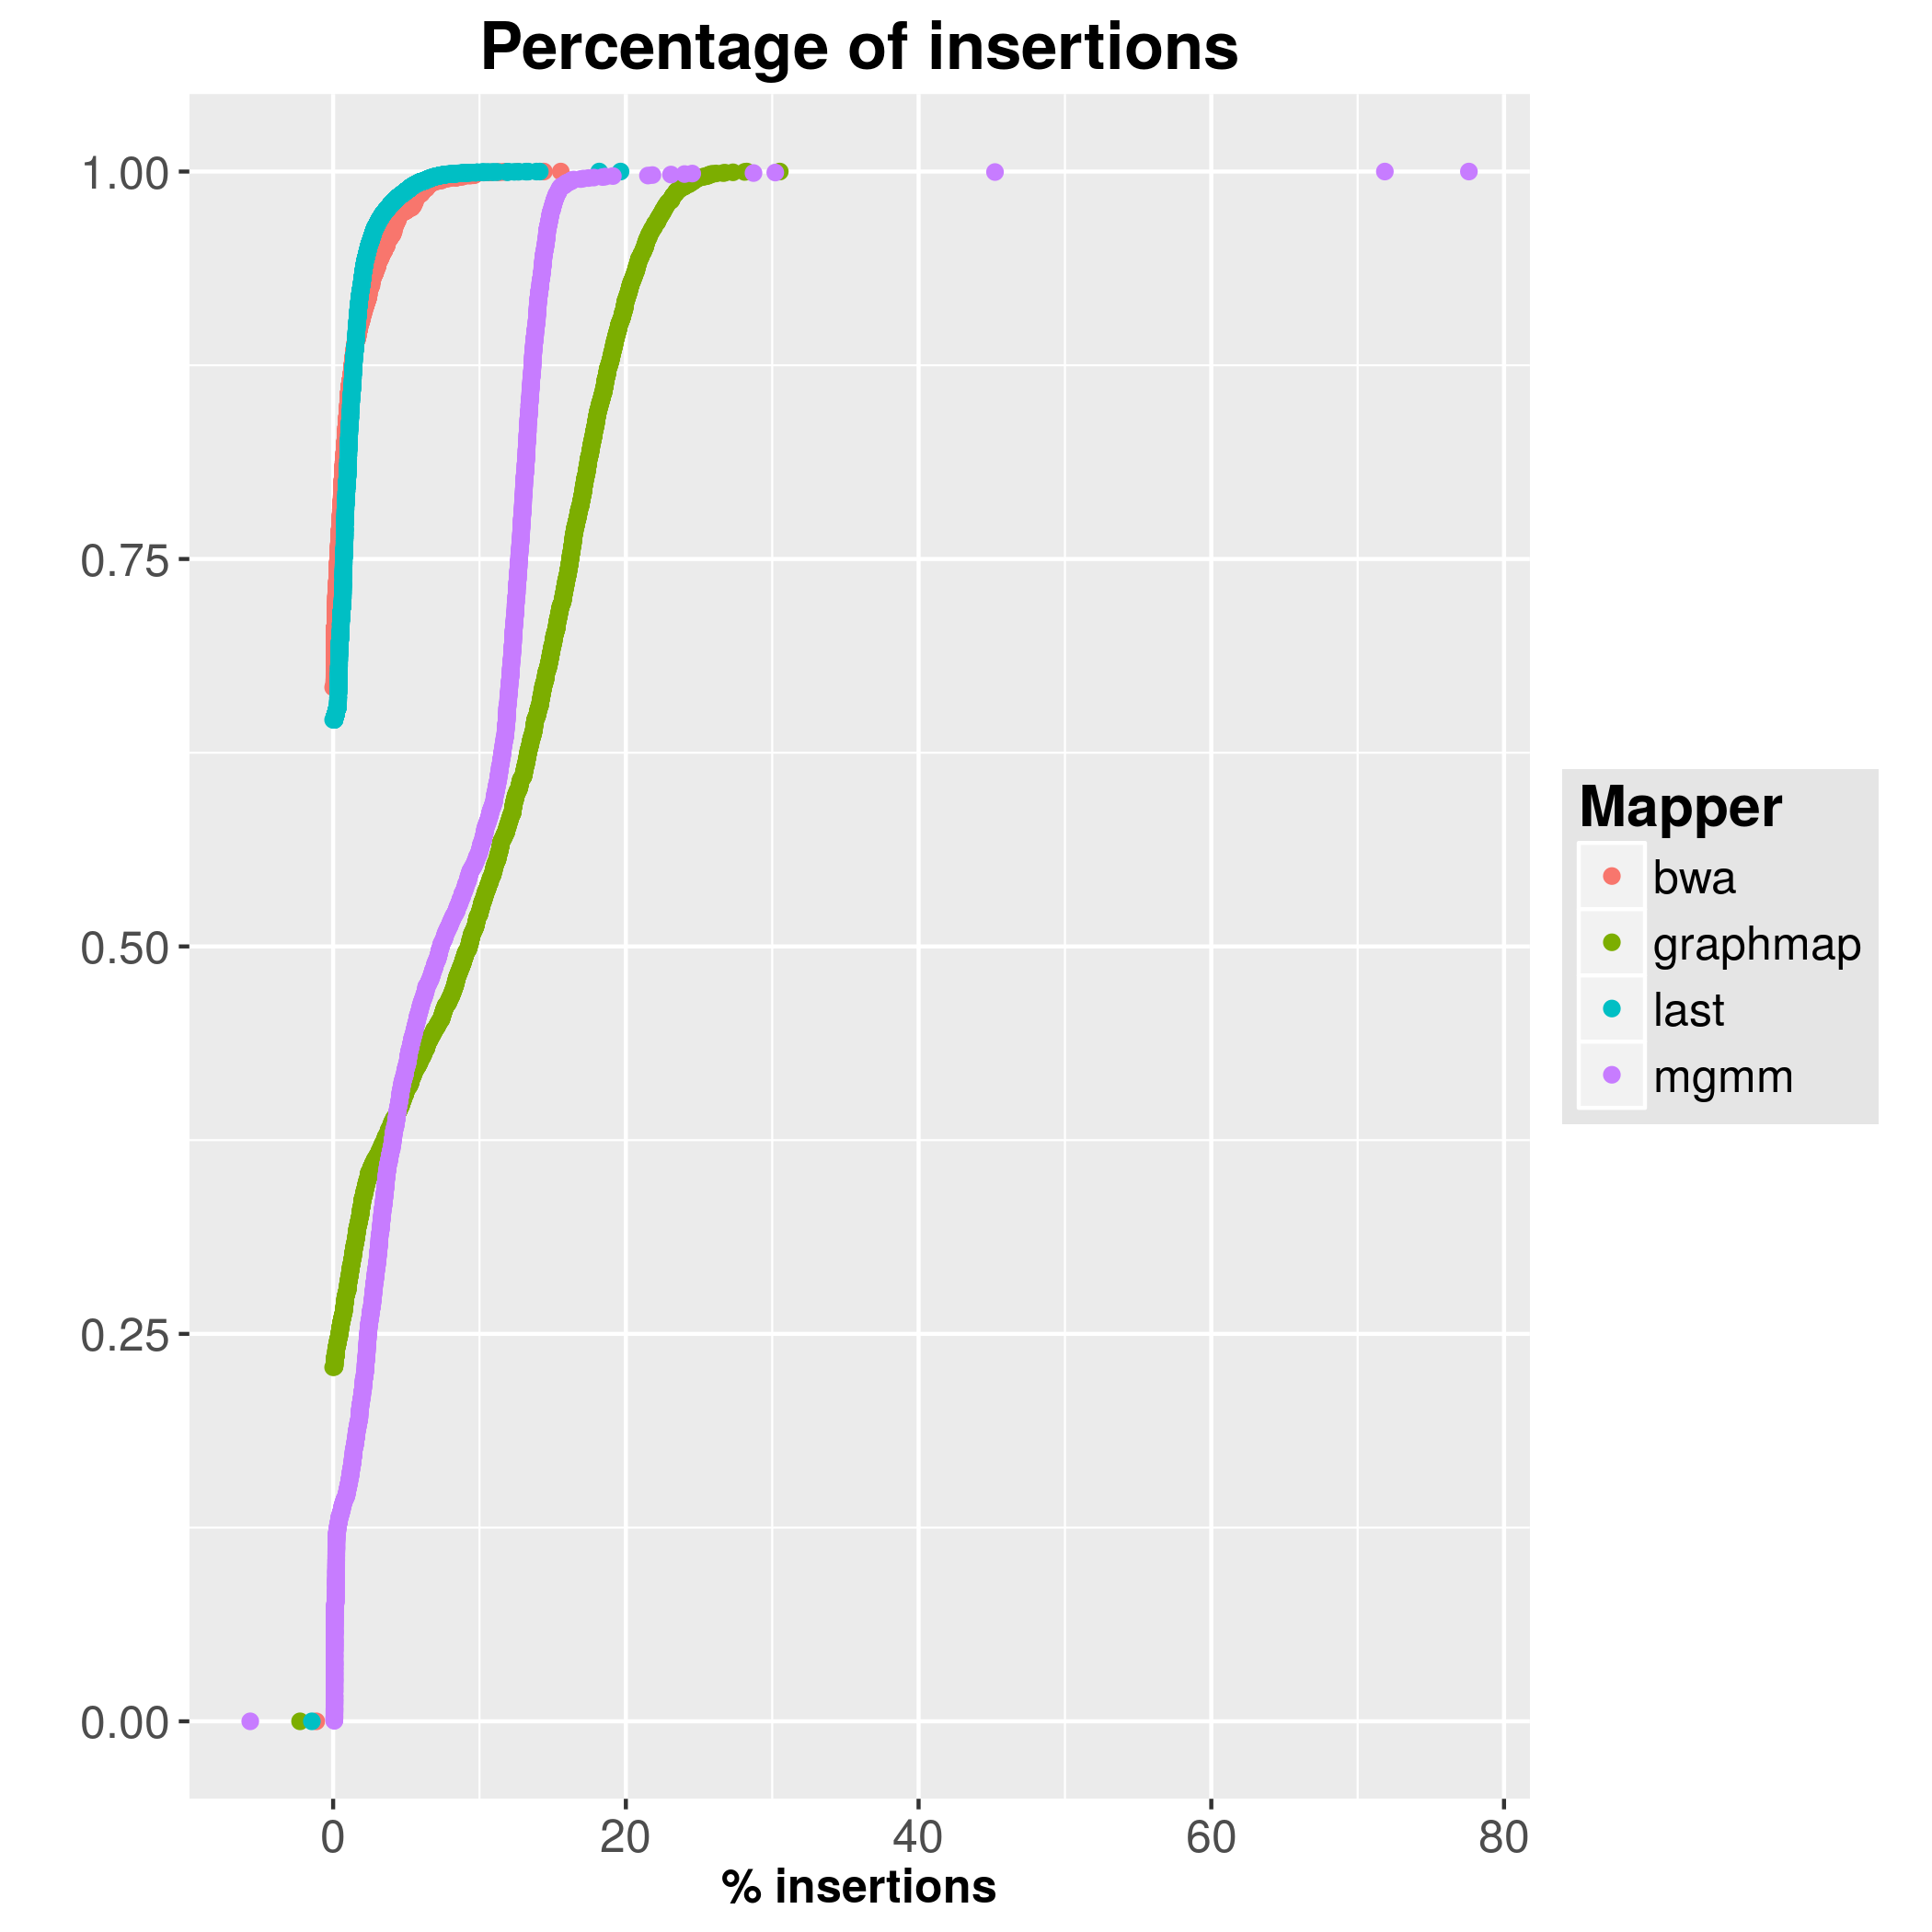 Percentage of insertions
1.00
0.75
0.50
0.25
0.00
0 20 40 60 80
% insertions
Mapper
bwa
graphmap
last
mgmm